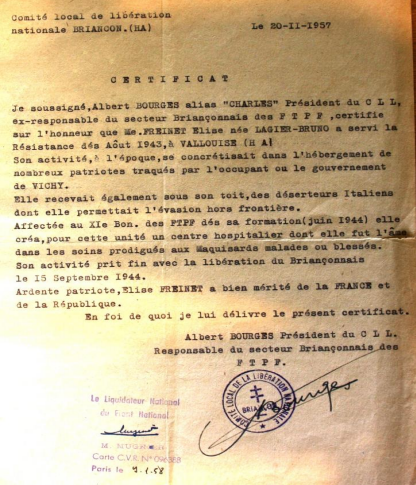 Comité local de libération
nationale BRIANCON.(HA)
Le 20-II-1957
CERTIFICAT
Je soussigné,Albert BOURGES alias "CHARLES" Président du C L L,
ex-responsable du secteur Briançonnais des F T P F ,certifie
sur l'honneur que Me.FREINET Elise née LAGIER-BRUNO a servi la
Résistance dés Aôut 1943,à VALLOUISE (H A)
Son activité,à l'époque,se concrétisait dans l'hébergement de
nombreux patriotes traqués par l'occupant ou le gouvernement
de VICHY.
Elle recevait également sous son toit,des déserteurs Italiens
dont elle permettait l'évasion hors frontière.
Affectée au XIe Bon. des FTPF dés sa formation(juin 1944) elle
créa,pour cette unité un centre hospitalier dont elle fut l'âme
dans les soins prodigués aux Maquisards malades ou blessés.
Son activité prit fin avec la libération du Briançonnais
le 15 Septembre 1944.
Ardente patriote,Elise FREINET a bien mérité de la FRANCE et
de la République.
En foi de quoi je lui délivre le présent certificat.
Albert BOURGES Président du C L L.
Responsable du secteur Briançonnais des
F T P F.
COMITÉ LOCAL DE LA LIBÉRATION NATIONALE
BRIANÇON
Bourges
Le Liquidateur National
du Front National
Carte C.V.R. N°
Paris le 9.1.58